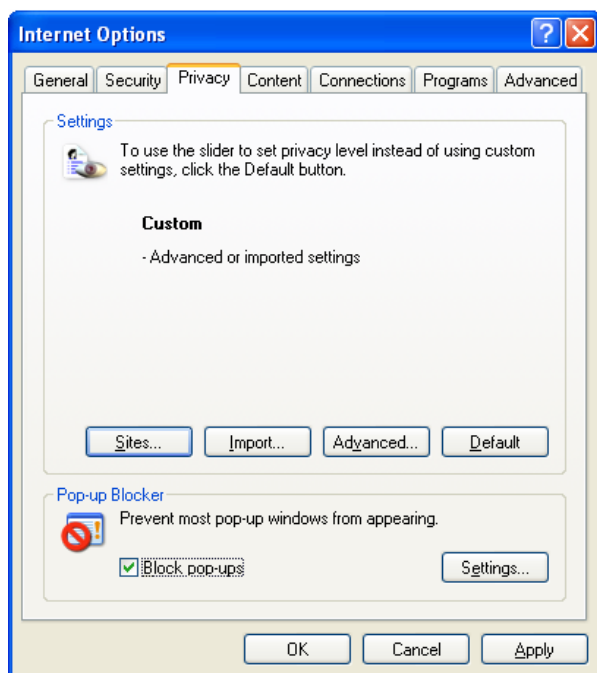 Internet Options
General Security Privacy Content Connections Programs Advanced
Settings
To use the slider to set privacy level instead of using custom
settings, click the Default button.
Custom
- Advanced or imported settings
Sites... Import... Advanced... Default
Pop-up Blocker
Prevent most pop-up windows from appearing.
Block pop-ups Settings...
OK Cancel Apply